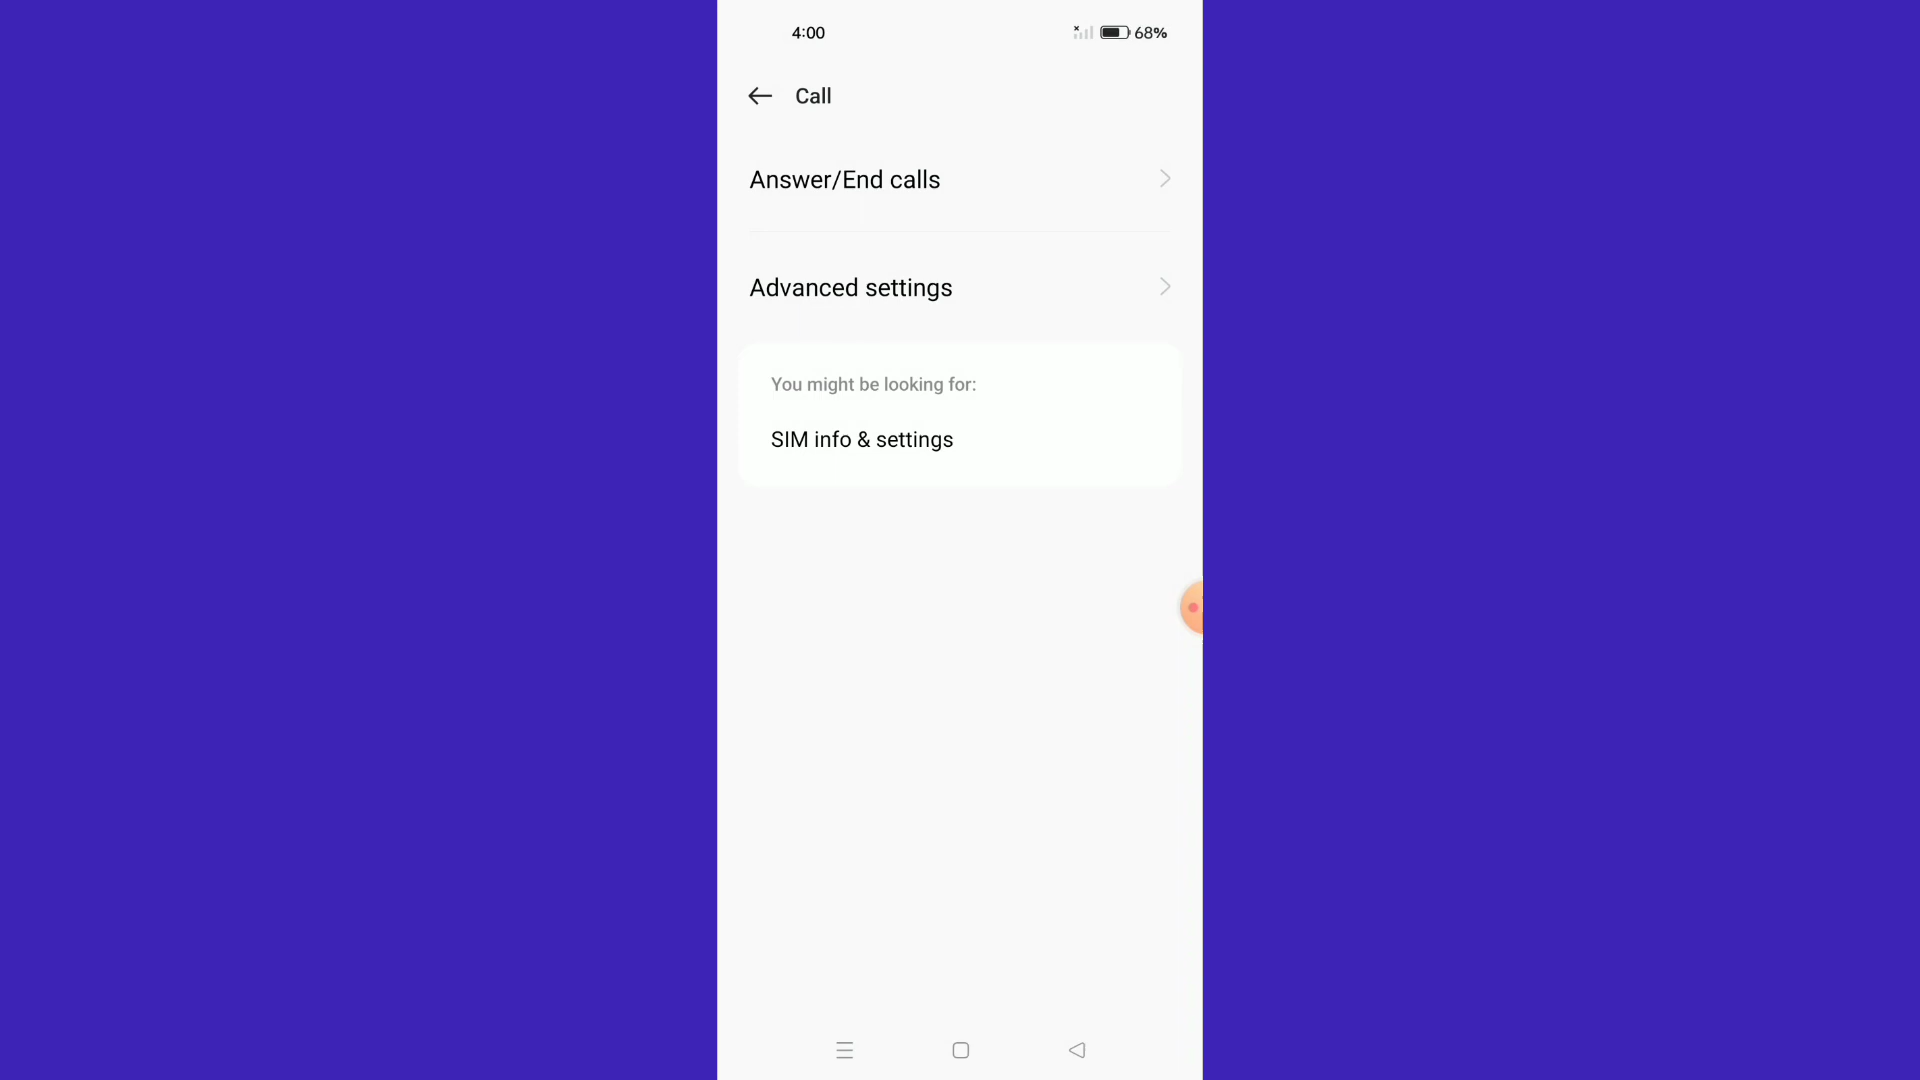 4:00
68%
Call
Answer/End calls
Advanced settings
You might be looking for:
SIM info & settings